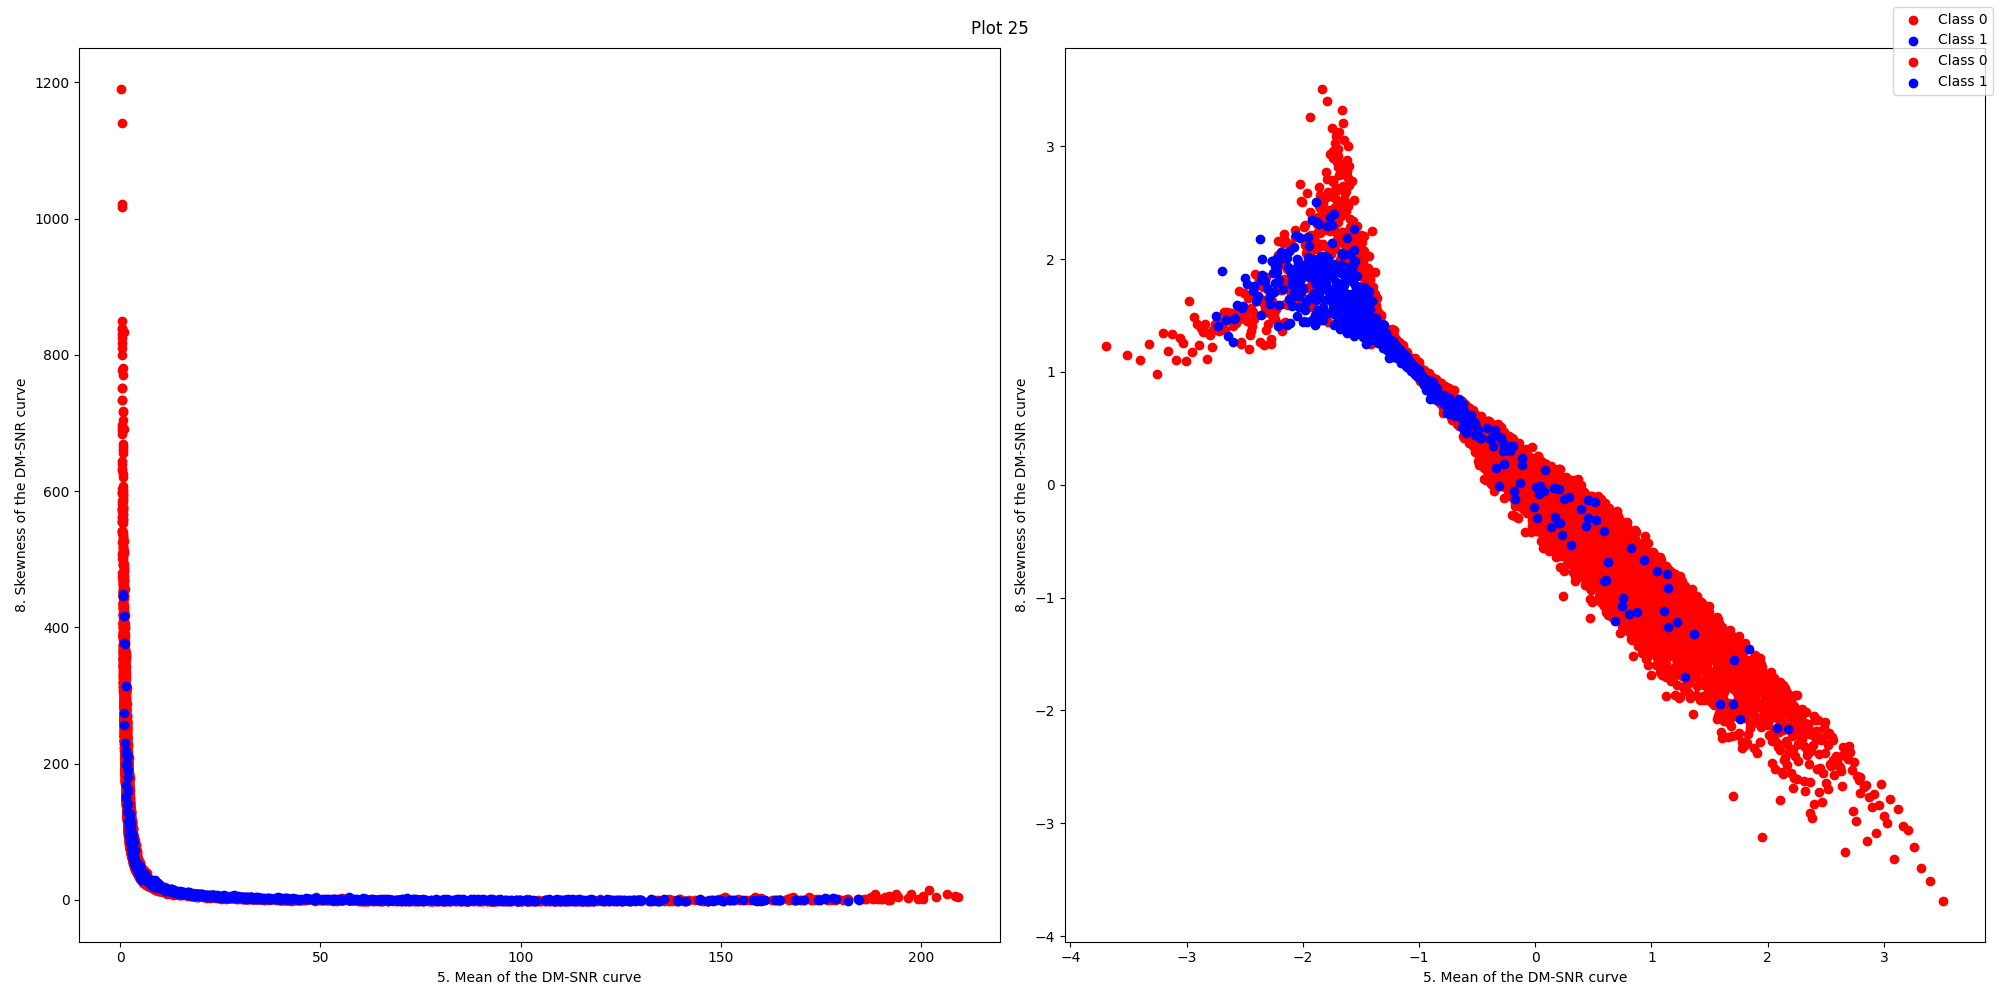 Plot 25
Class 0
Class 1
Class 0
Class 1
1200
1000
800
600
400
200
0
8. Skewness of the DM-SNR curve
0 50 100 150 200
5. Mean of the DM-SNR curve
3
2
1
0
−1
−2
−3
−4
8. Skewness of the DM-SNR curve
−4 −3 −2 −1 0 1 2 3
5. Mean of the DM-SNR curve